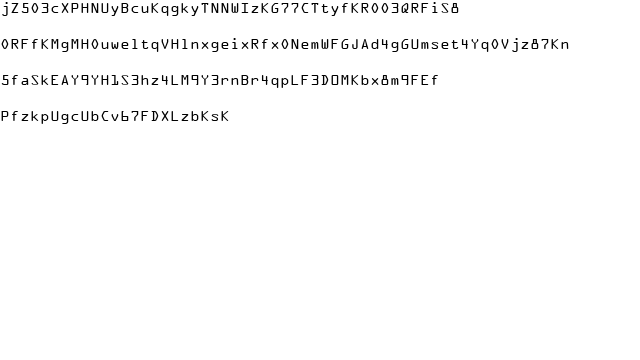 jZ503cXPHNUyBcuKqgkyTNNWIzKG77CTtyfKR003QRFiS8
0RFfKMgMH0uweltqVHlnxgeixRfx0NemWFGJAd4gGUmset4Yq0Vjz87Kn
5faSkEAY9YH1S3hz4LM9Y3rnBr4qpLF3DOMKbx8m9FEf
PfzkpUgcUbCv67FDXLzbKsK